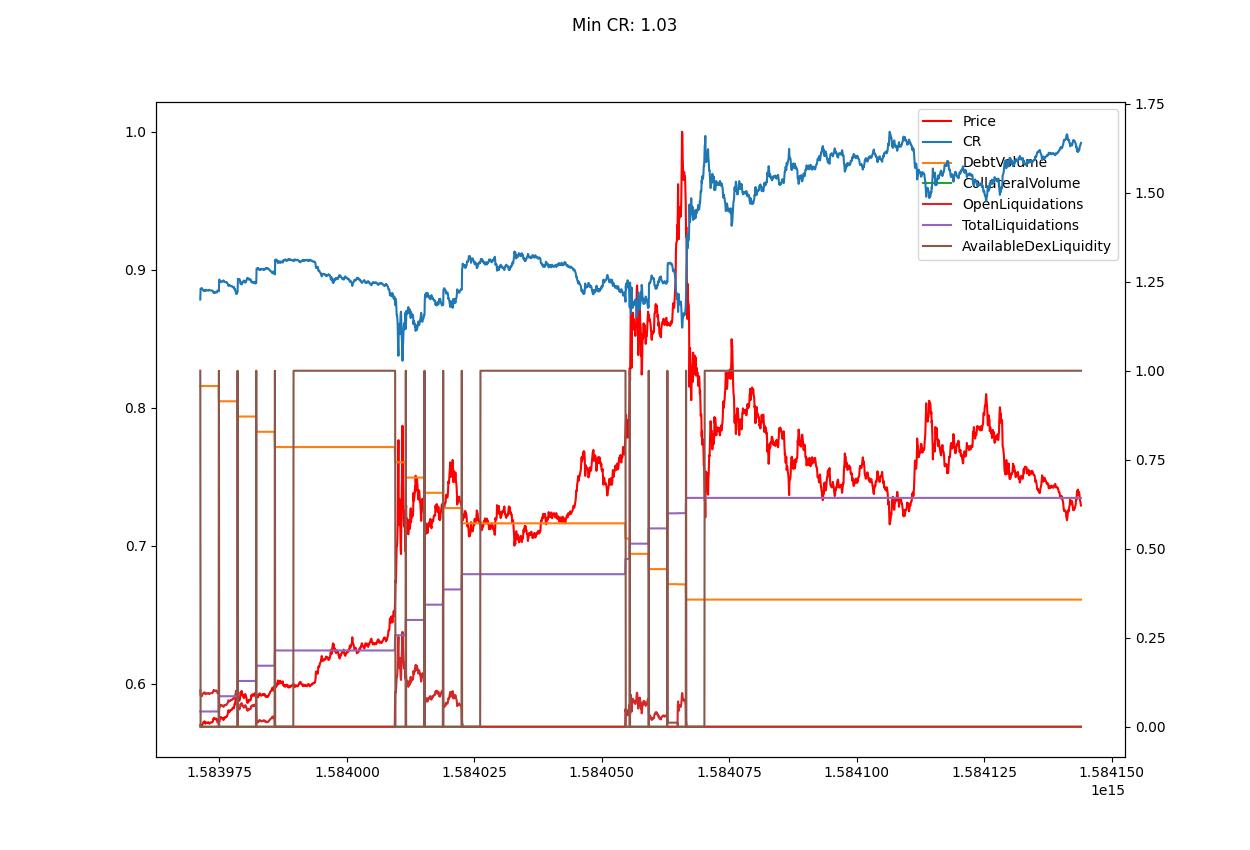 Min CR: 1.03
1.0
0.9
0.8
0.7
0.6
1.75
1.50
1.25
1.00
0.75
0.50
0.25
0.00
Price
CR
DebtVolume
CollateralVolume
OpenLiquidations
TotalLiquidations
AvailableDexLiquidity
1.583975 1.584000 1.584025 1.584050 1.584075 1.584100 1.584125 1.584150
1e15